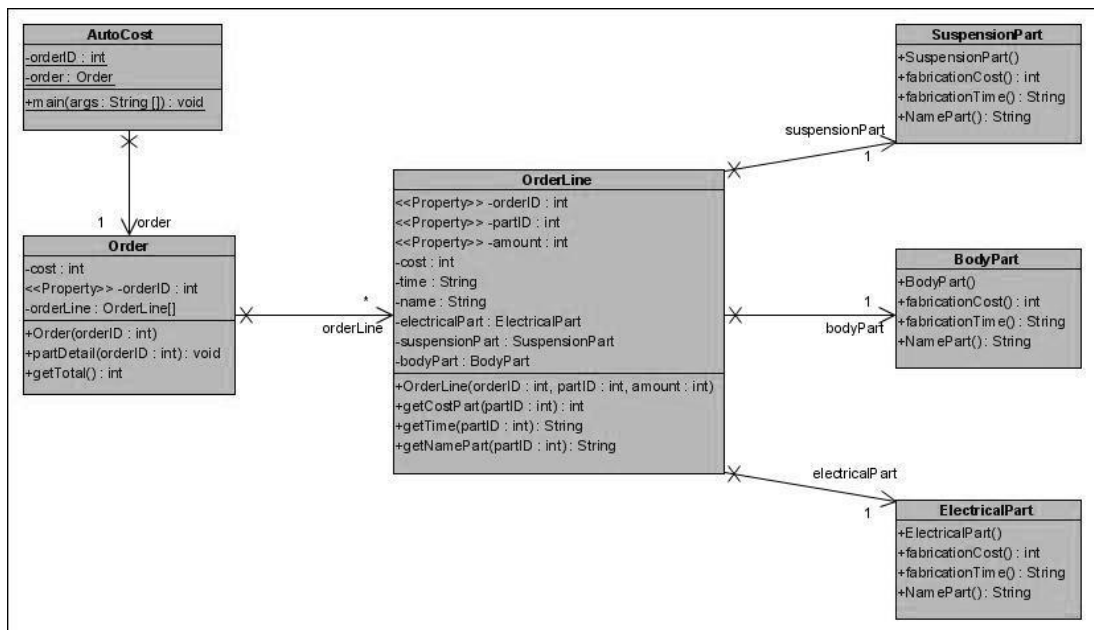 AutoCost
-orderID : int
-order : Order
+main(args : String []) : void
1
order
Order
-cost : int
<<Property>> -orderID : int
-orderLine : OrderLine[]
+Order(orderID : int)
+partDetail(orderID : int) : void
+getTotal() : int
*
orderLine
OrderLine
<<Property>> -orderID : int
<<Property>> -partID : int
<<Property>> -amount : int
-cost : int
-time : String
-name : String
-electricalPart : ElectricalPart
-suspensionPart : SuspensionPart
-bodyPart : BodyPart
+OrderLine(orderID : int, partID : int, amount : int)
+getCostPart(partID : int) : int
+getTime(partID : int) : String
+getNamePart(partID : int) : String
suspensionPart
1
SuspensionPart
+SuspensionPart()
+fabricationCost() : int
+fabricationTime() : String
+NamePart() : String
1
bodyPart
BodyPart
+BodyPart()
+fabricationCost() : int
+fabricationTime() : String
+NamePart() : String
electricalPart
1
ElectricalPart
+ElectricalPart()
+fabricationCost() : int
+fabricationTime() : String
+NamePart() : String